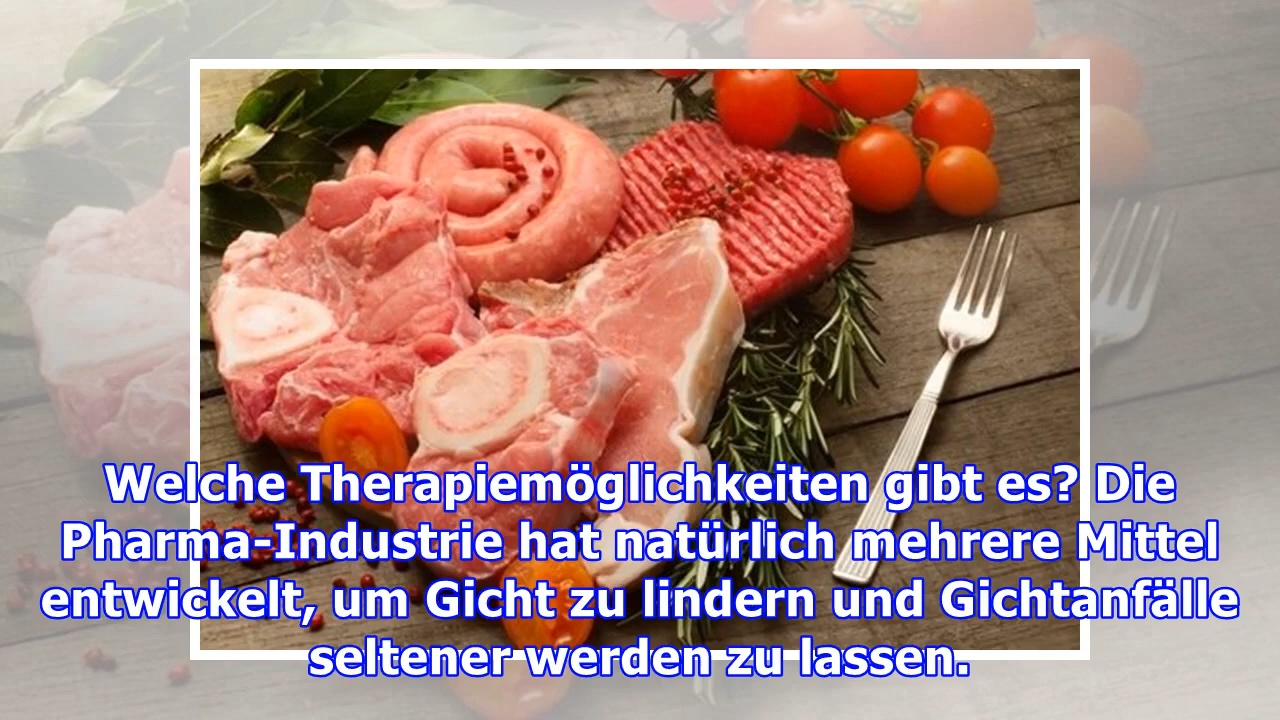 Welche Therapiemöglichkeiten gibt es? Die
Pharma-Industrie hat natürlich mehrere Mittel
entwickelt, um Gicht zu lindern und Gichtanfälle
seltener werden zu lassen.